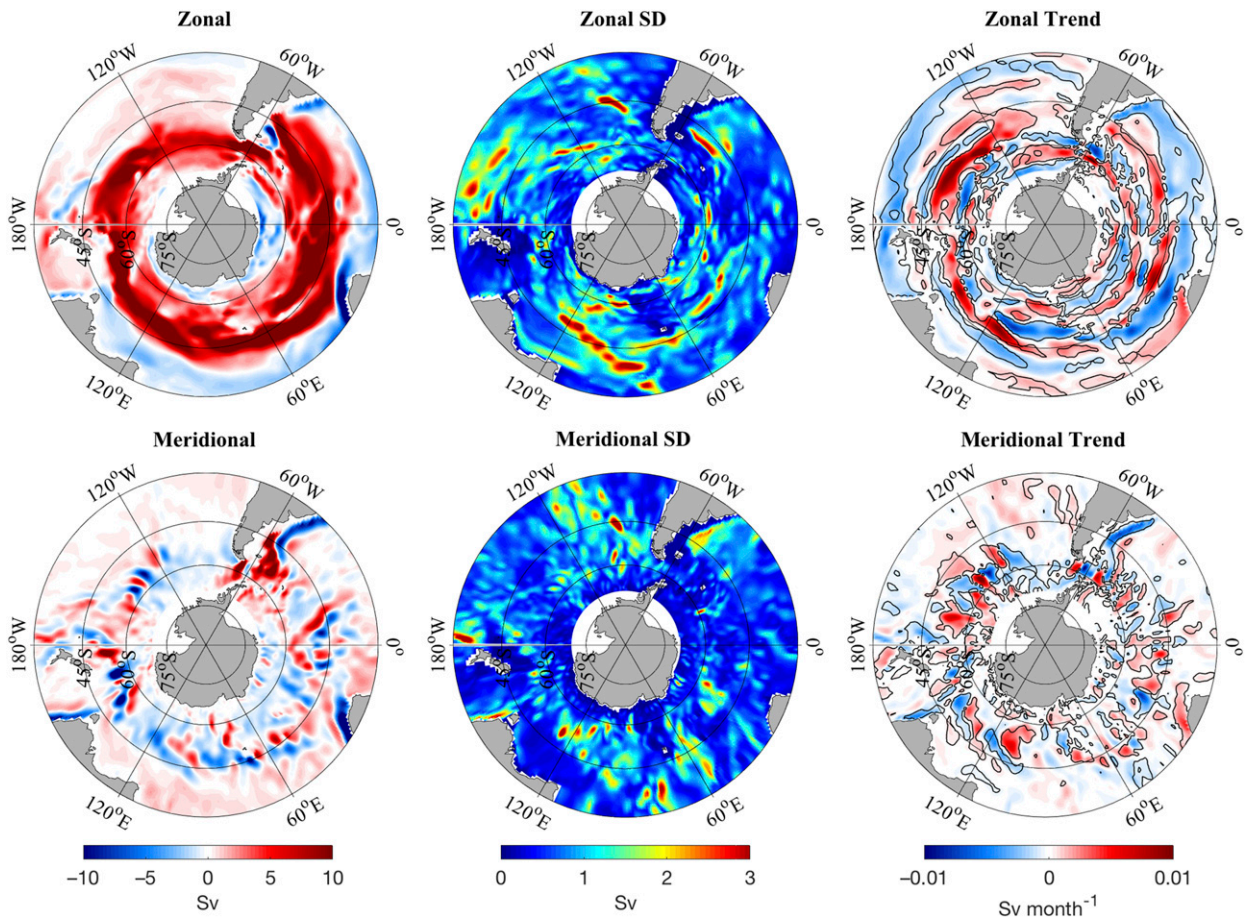 Zonal
Zonal SD
Zonal Trend
120°W
60°W
120°W
60°W
120°W
60°W
180°W
45°S
60°S
75°S
0°
180°W
45°S
60°S
75°S
0°
180°W
45°S
60°S
75°S
0°
120°E
60°E
120°E
60°E
120°E
60°E
Meridional
Meridional SD
Meridional Trend
120°W
60°W
120°W
60°W
120°W
60°W
180°W
45°S
60°S
75°S
0°
180°W
45°S
60°S
75°S
0°
180°W
45°S
60°S
75°S
0°
120°E
60°E
120°E
60°E
120°E
60°E
−10 −5 0 5 10
Sv
0 1 2 3
Sv
−0.01 0 0.01
Sv month⁻¹